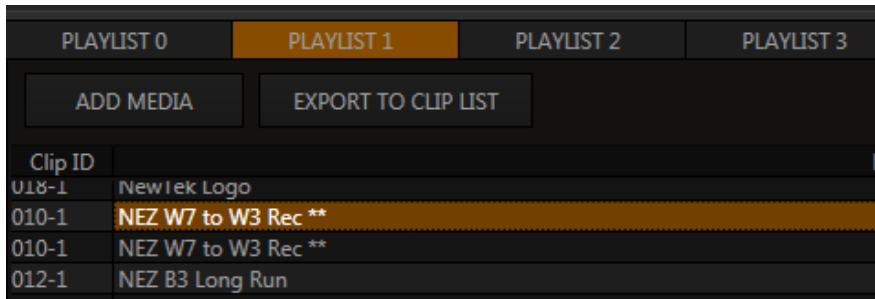 PLAYLIST 0 PLAYLIST 1 PLAYLIST 2 PLAYLIST 3
ADD MEDIA EXPORT TO CLIP LIST
Clip ID
018-1 NewTek Logo
010-1 NEZ W7 to W3 Rec **
010-1 NEZ W7 to W3 Rec **
012-1 NEZ B3 Long Run